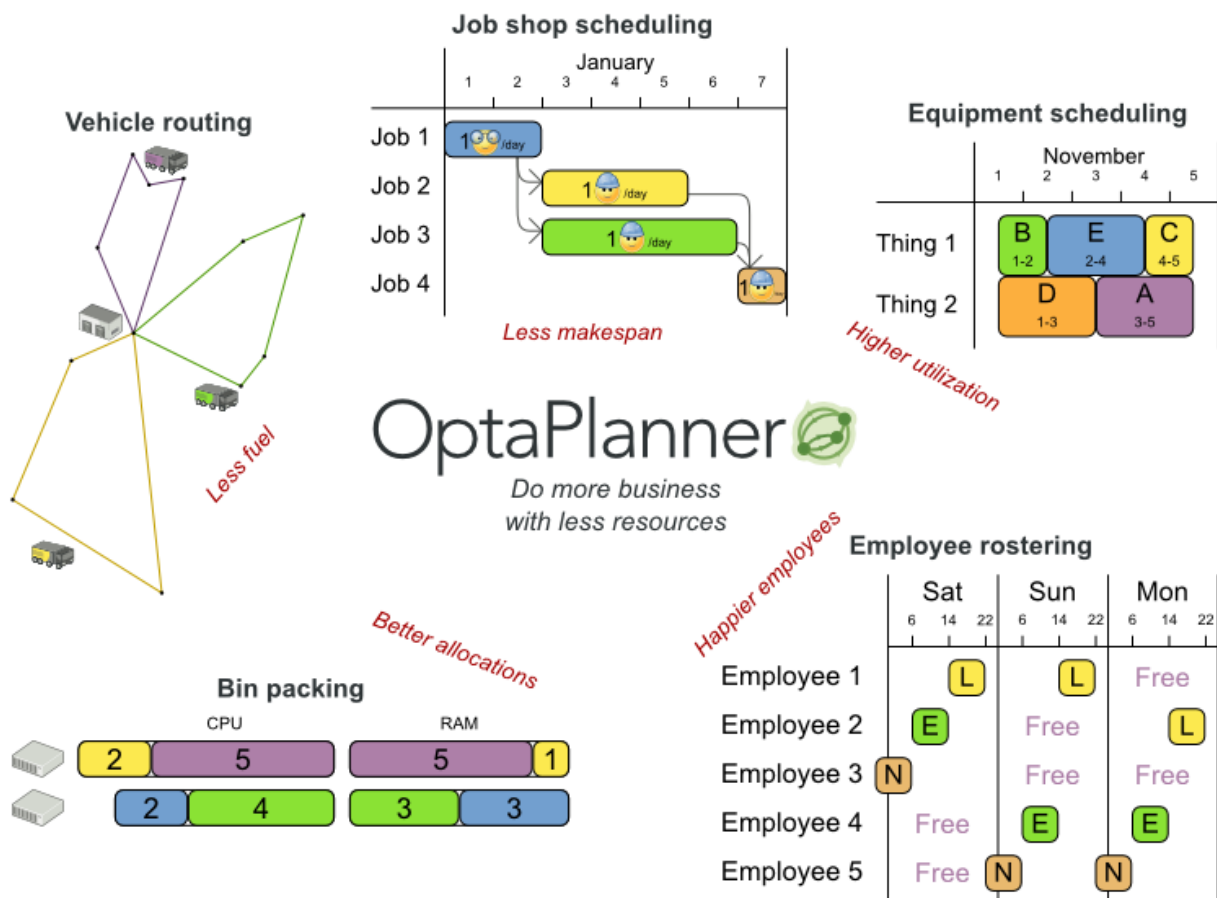 Job shop scheduling
January
1 2 3 4 5 6 7
Job 1
1 /day
Job 2
1 /day
Job 3
1 /day
Job 4
1
Less makespan
Vehicle routing
Less fuel
Equipment scheduling
November
1 2 3 4 5
Thing 1
B E C
1-2 2-4 4-5
Thing 2
D A
1-3 3-5
Higher utilization
OptaPlanner
Do more business
with less resources
Better allocations
Bin packing
CPU RAM
2 5 5 1
2 4 3 3
Happier employees
Employee rostering
Sat Sun Mon
6 14 22 6 14 22 6 14 22
Employee 1 L L Free
Employee 2 E Free L
Employee 3 N Free Free
Employee 4 Free E E
Employee 5 Free N N